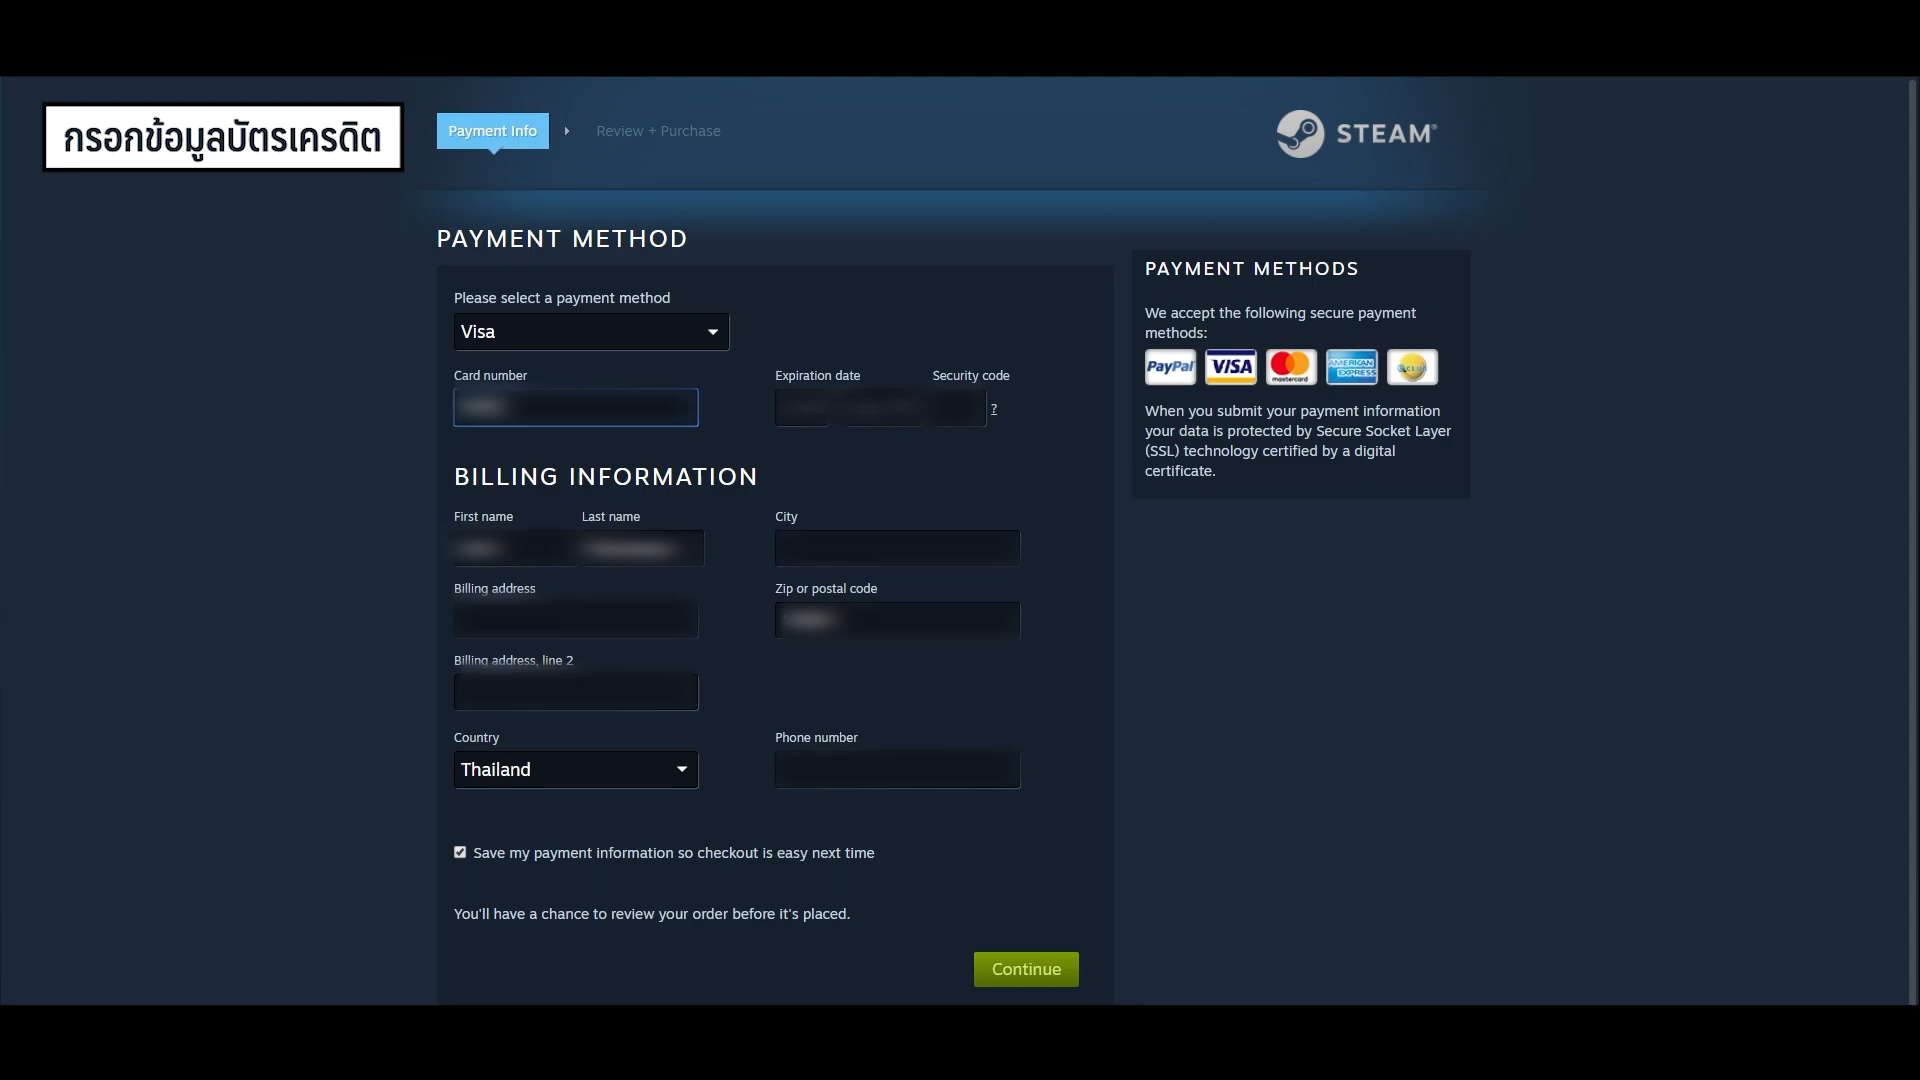 กรอกข้อมูลบัตรเครดิต
Payment Info
Review + Purchase
STEAM®
PAYMENT METHOD
Please select a payment method
Visa
Card number
Expiration date
Security code
?
BILLING INFORMATION
First name
Last name
City
Billing address
Zip or postal code
Billing address, line 2
Country
Phone number
Thailand
Save my payment information so checkout is easy next time
You'll have a chance to review your order before it's placed.
Continue
PAYMENT METHODS
We accept the following secure payment
methods:
PayPal
VISA
mastercard
AMERICAN
EXPRESS
When you submit your payment information
your data is protected by Secure Socket Layer
(SSL) technology certified by a digital
certificate.